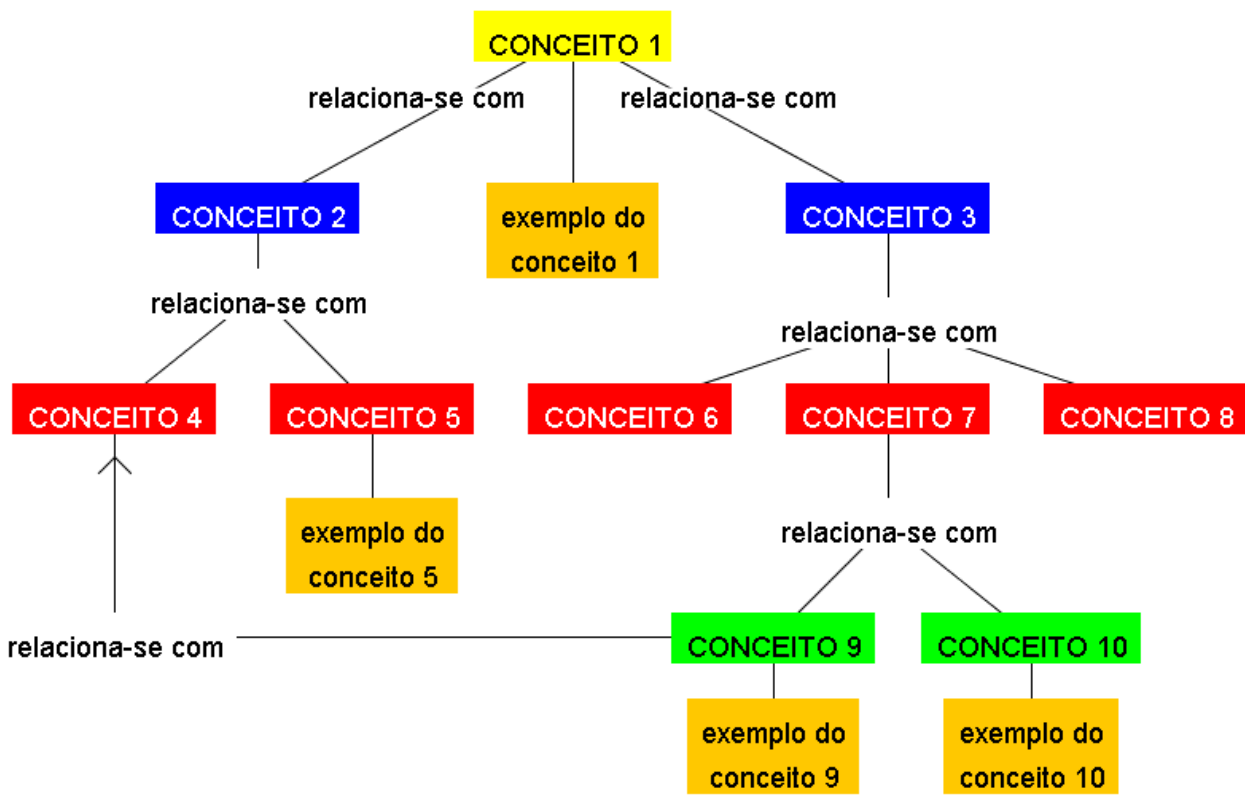 CONCEITO 1
relaciona-se com
relaciona-se com
CONCEITO 2
exemplo do
conceito 1
CONCEITO 3
relaciona-se com
relaciona-se com
CONCEITO 4
CONCEITO 5
CONCEITO 6
CONCEITO 7
CONCEITO 8
exemplo do
conceito 5
relaciona-se com
relaciona-se com
CONCEITO 9
CONCEITO 10
exemplo do
conceito 9
exemplo do
conceito 10